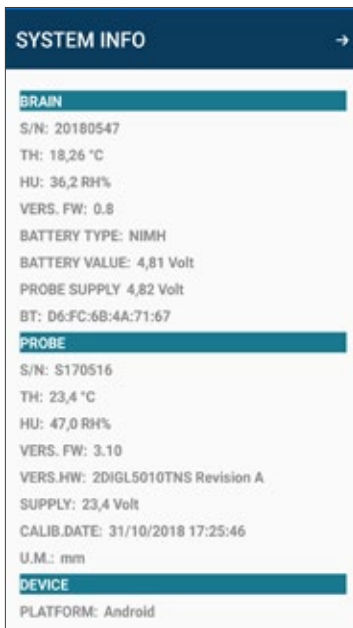 SYSTEM INFO →
BRAIN
S/N: 20180547
TH: 18,26 °C
HU: 36,2 RH%
VERS. FW: 0.8
BATTERY TYPE: NIMH
BATTERY VALUE: 4,81 Volt
PROBE SUPPLY 4,82 Volt
BT: D6:FC:6B:4A:71:67
PROBE
S/N: S170516
TH: 23,4 °C
HU: 47,0 RH%
VERS. FW: 3.10
VERS.HW: 2DIGL5010TNS Revision A
SUPPLY: 23,4 Volt
CALIB.DATE: 31/10/2018 17:25:46
U.M.: mm
DEVICE
PLATFORM: Android